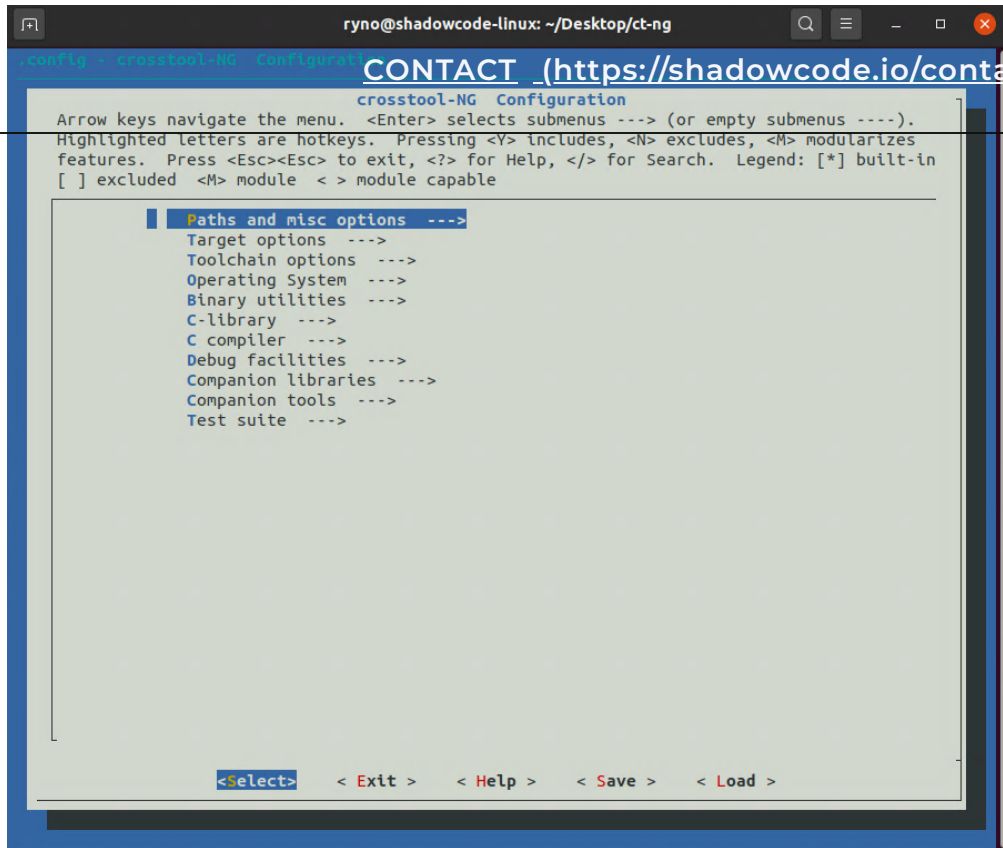 ryno@shadowcode-linux: ~/Desktop/ct-ng
.config - crosstool-NG Configuration
CONTACT (https://shadowcode.io/conta
crosstool-NG Configuration
Arrow keys navigate the menu. <Enter> selects submenus ---> (or empty submenus ----).
Highlighted letters are hotkeys. Pressing <Y> includes, <N> excludes, <M> modularizes
features. Press <Esc><Esc> to exit, <?> for Help, </> for Search. Legend: [*] built-in
[ ] excluded <M> module < > module capable
Paths and misc options --->
Target options --->
Toolchain options --->
Operating System --->
Binary utilities --->
C-library --->
C compiler --->
Debug facilities --->
Companion libraries --->
Companion tools --->
Test suite --->
<Select> < Exit > < Help > < Save > < Load >